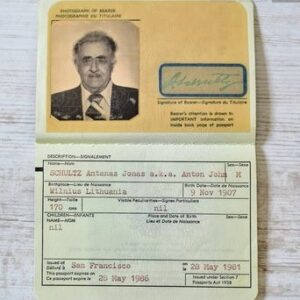 PHOTOGRAPH OF BEARER
PHOTOGRAPHIE DU TITULAIRE
Signature of Bearer—Signature du Titulaire
Bearer's attention is drawn to
IMPORTANT information on
inside back page of passport
DESCRIPTION—SIGNALEMENT
Name—Nom Sex—Sexe
SCHULTZ Antanas Jonas a.k.a. Anton John M
Birthplace—Lieu de Naissance Birth Date—Date de Naissance
Wilnius Lithuania 9 Nov 1907
Height—Taille Visible Peculiarities—Signes Particuliers
170 cms nil
CHILDREN—ENFANTS Place and Date of Birth Sex—Sexe
NAME—NOM Lieu et Date de Naissance
nil
Issued at on
Délivré à San Francisco le 28 May 1981
This passport expires on Issued under Section 7
Ce passeport expire le 28 May 1986 Passports Act 1938